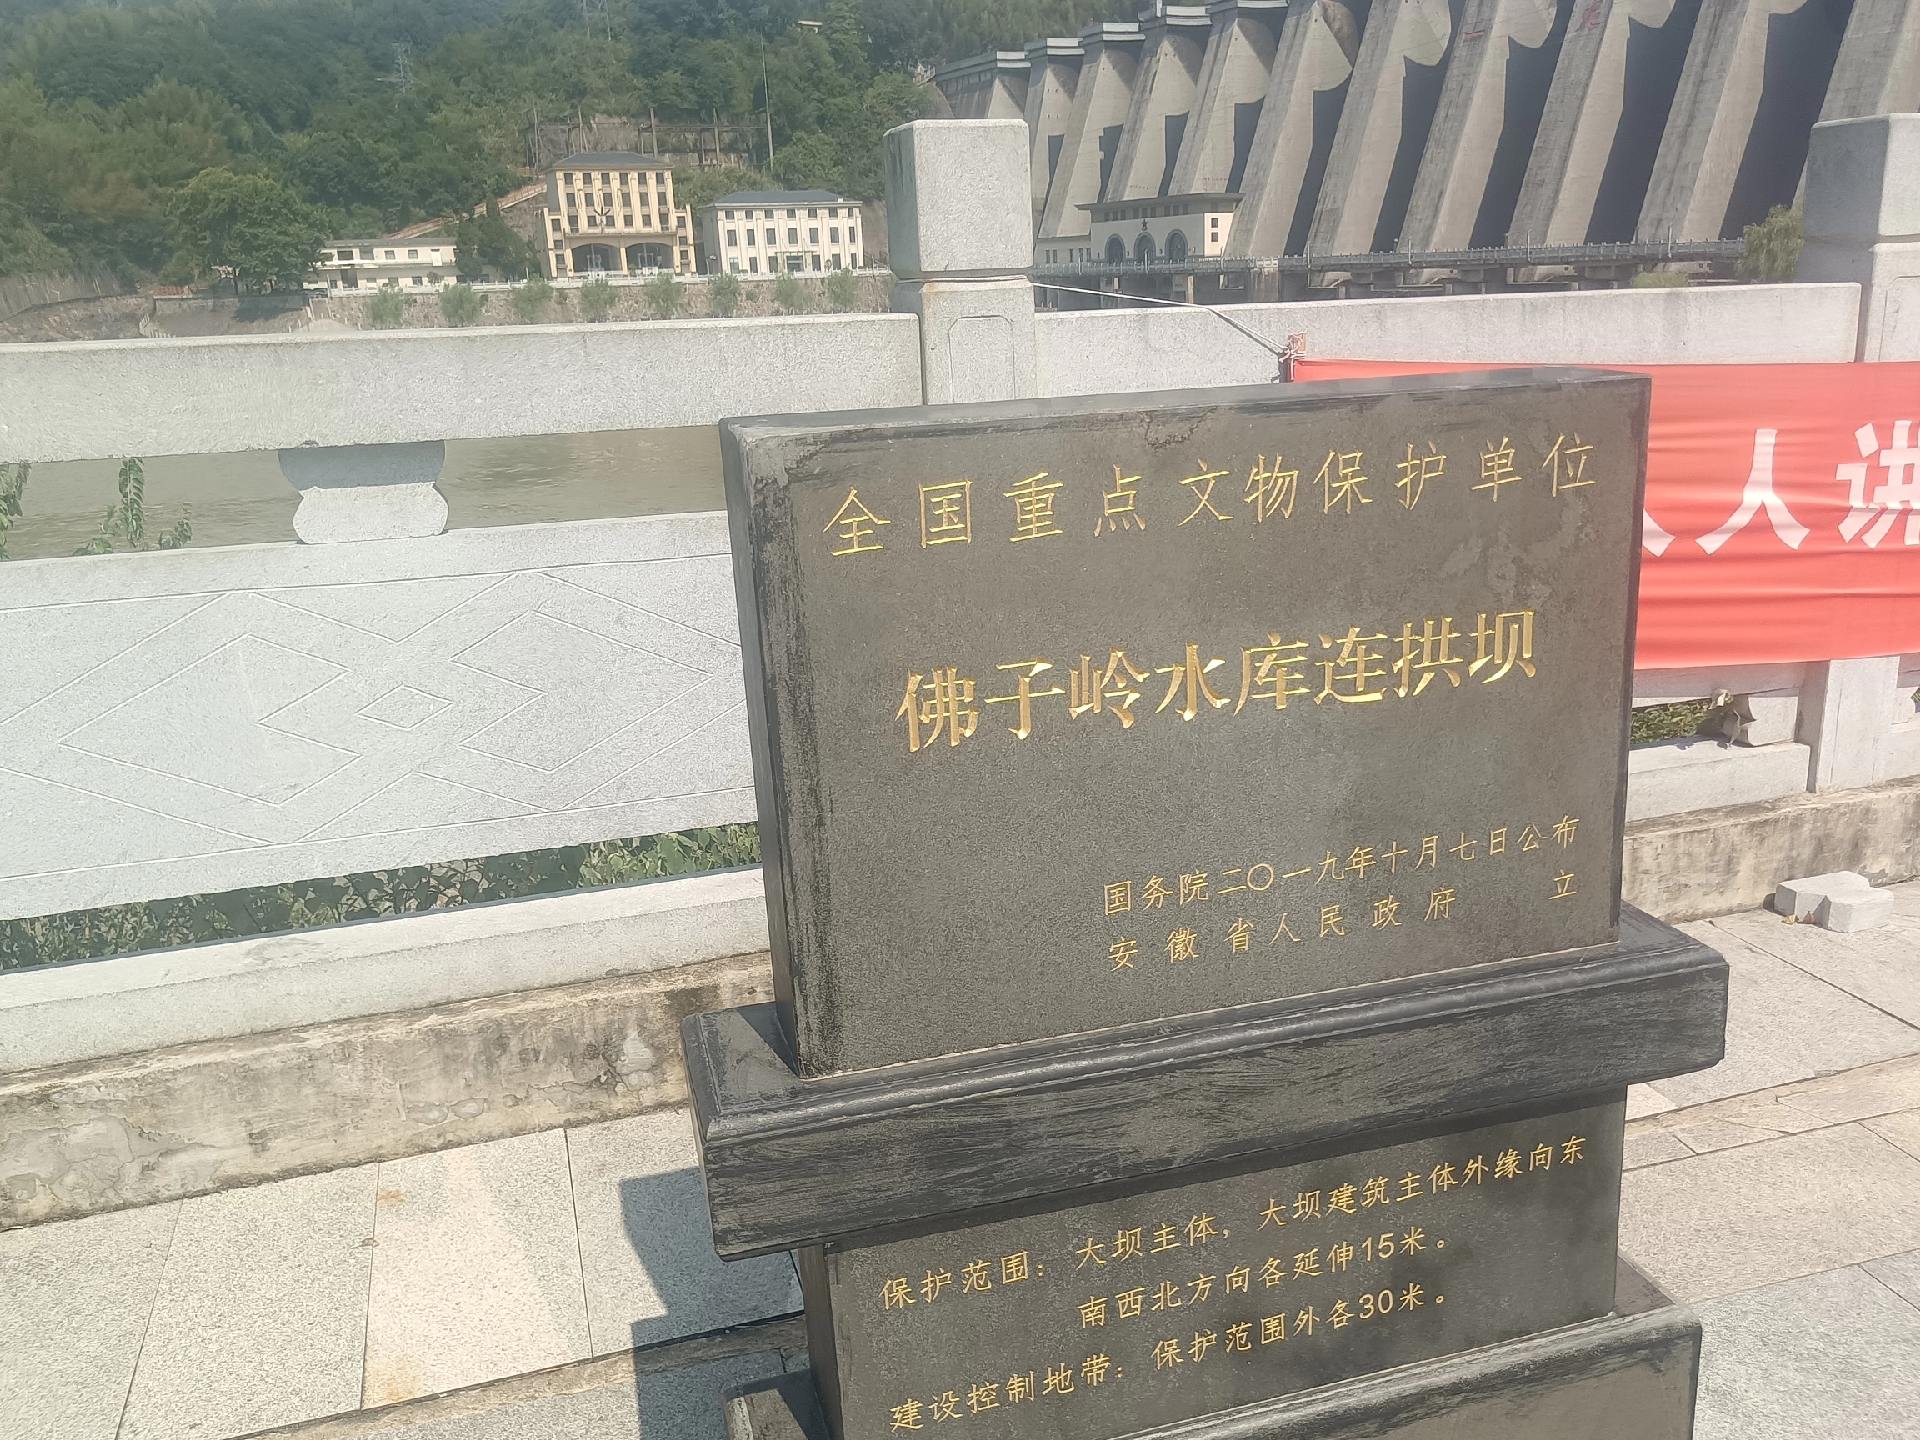 全国重点文物保护单位
佛子岭水库连拱坝
国务院二〇一九年十月七日公布
安徽省人民政府 立
保护范围：大坝主体，大坝建筑主体外缘向东
南西北方向各延伸15米。
建设控制地带：保护范围外各30米。
人讲